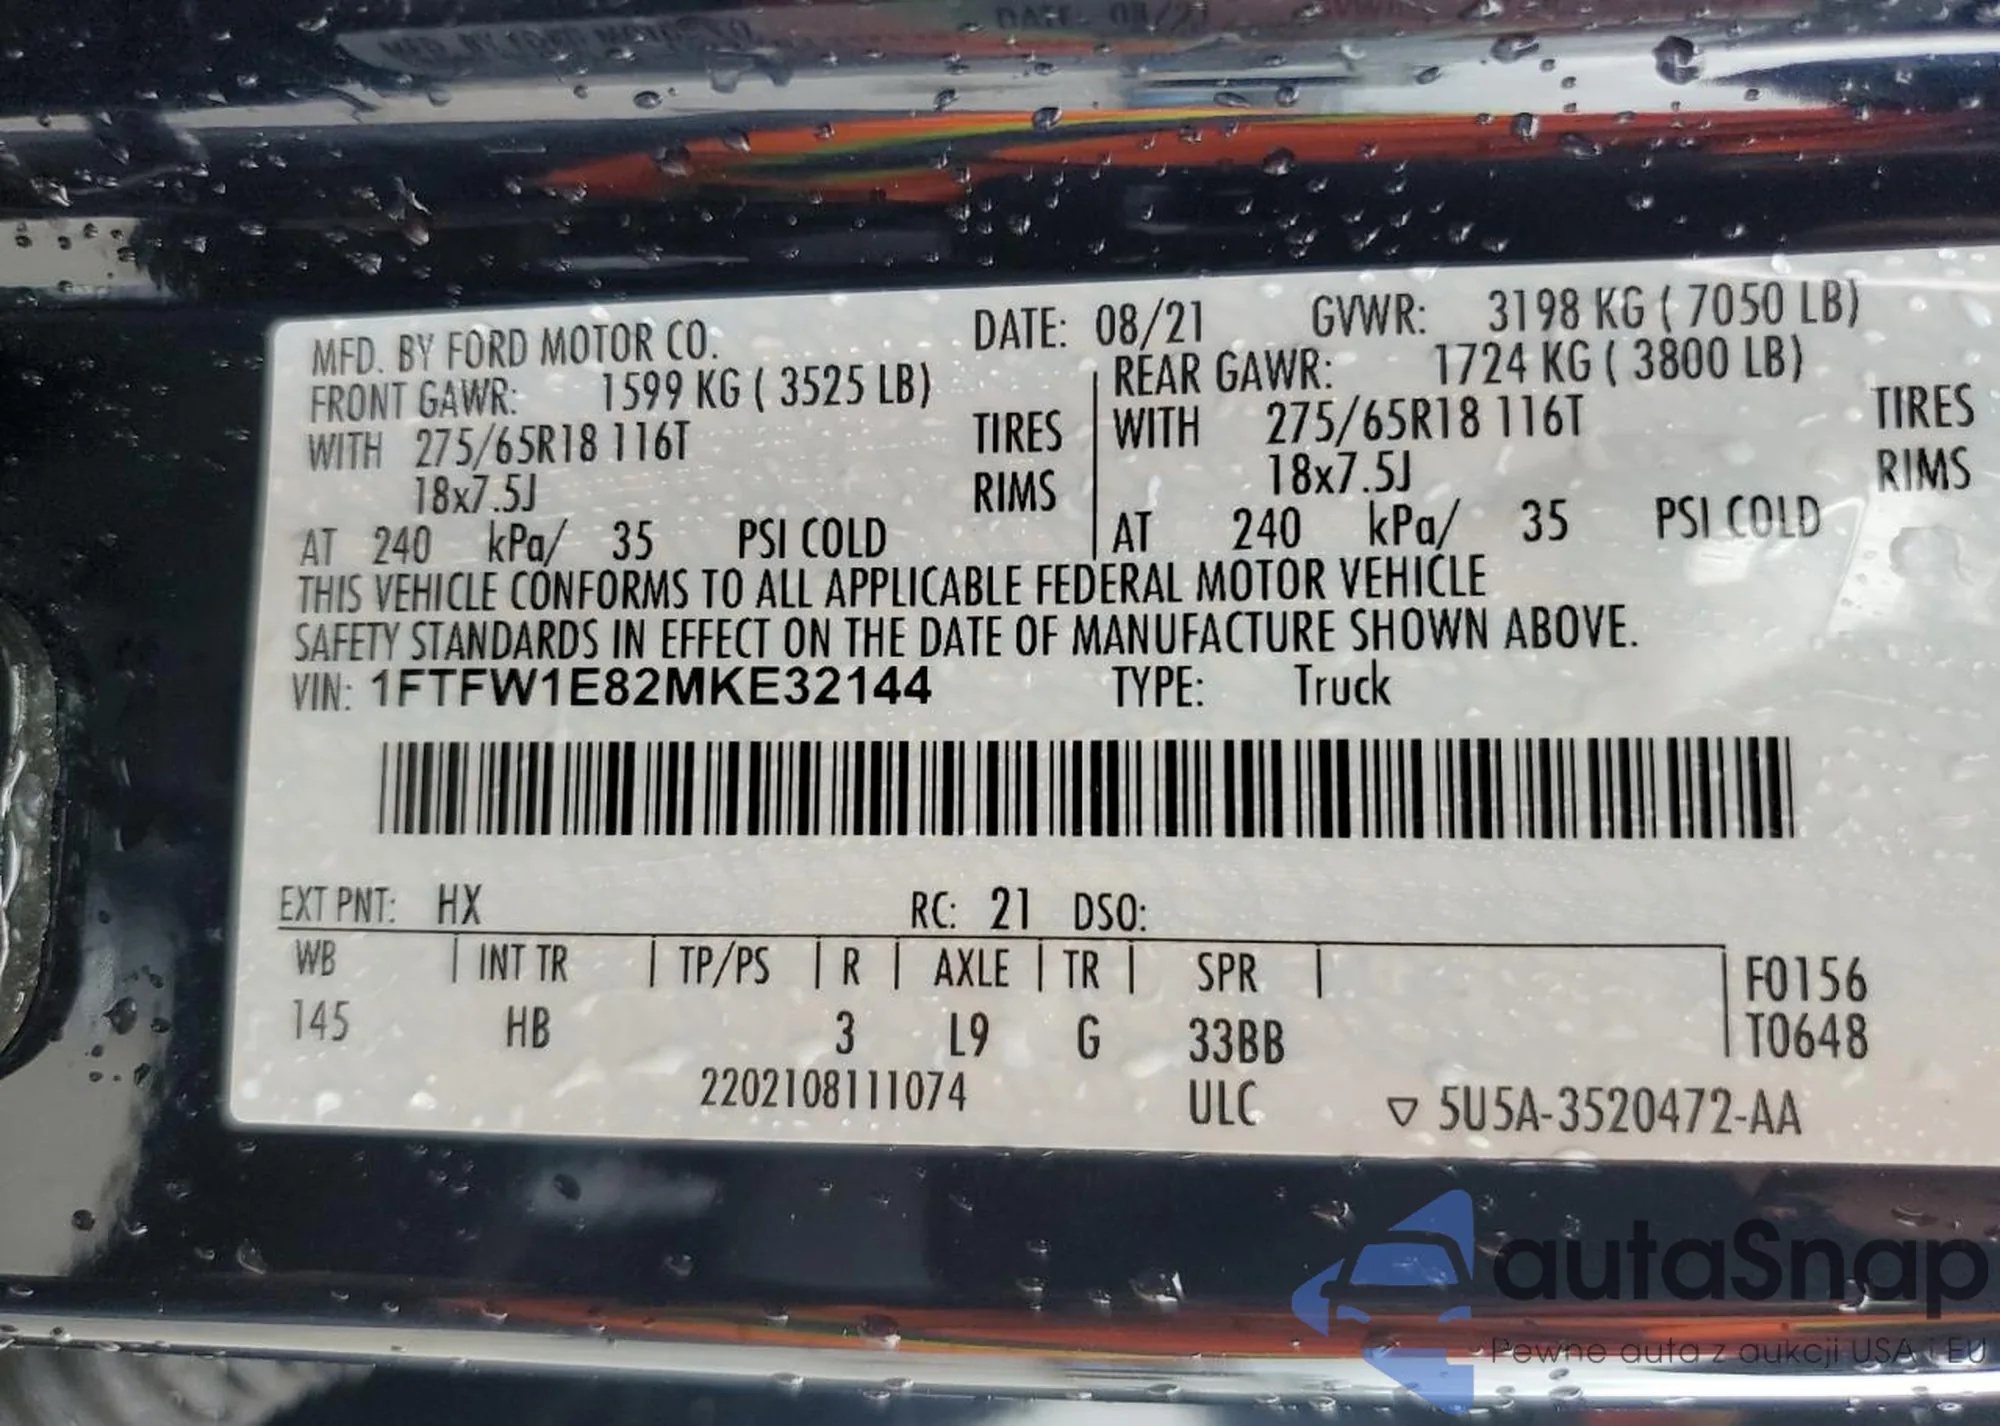 MFD. BY FORD MOTOR CO. DATE: 08/21 GVWR: 3198 KG ( 7050 LB)
FRONT GAWR: 1599 KG ( 3525 LB) REAR GAWR: 1724 KG ( 3800 LB)
WITH 275/65R18 116T TIRES WITH 275/65R18 116T TIRES
18x7.5J RIMS 18x7.5J RIMS
AT 240 kPa/ 35 PSI COLD AT 240 kPa/ 35 PSI COLD
THIS VEHICLE CONFORMS TO ALL APPLICABLE FEDERAL MOTOR VEHICLE
SAFETY STANDARDS IN EFFECT ON THE DATE OF MANUFACTURE SHOWN ABOVE.
VIN: 1FTFW1E82MKE32144 TYPE: Truck
EXT PNT: HX RC: 21 DSO:
WB INT TR TP/PS R AXLE TR SPR F0156
145 HB 3 L9 G 33BB T0648
2202108111074 ULC ▽ 5U5A-3520472-AA
autaSnap
Pewne auta z aukcji USA i EU